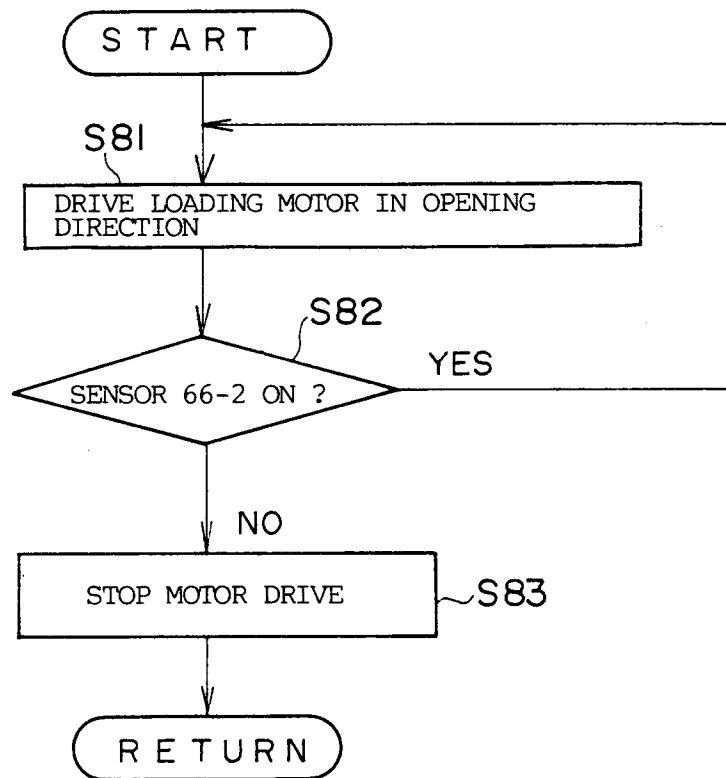 START
S81
DRIVE LOADING MOTOR IN OPENING
DIRECTION
S82
SENSOR 66-2 ON ?
YES
NO
STOP MOTOR DRIVE
S83
RETURN